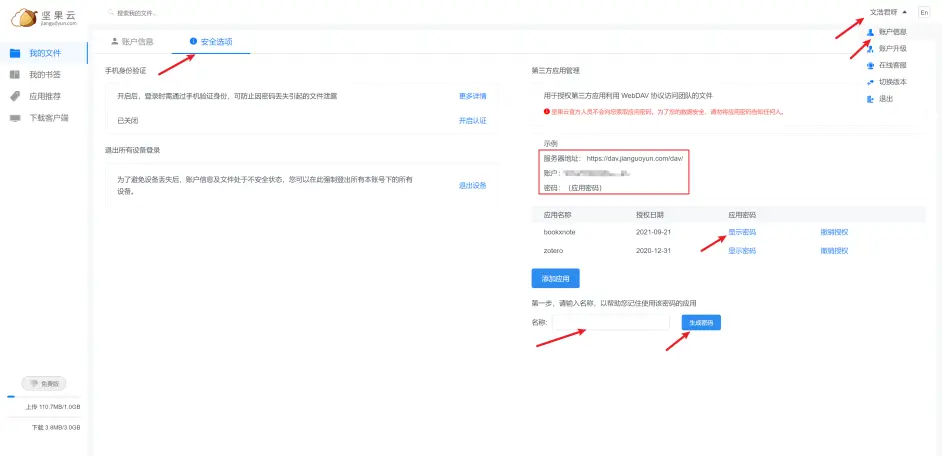 坚果云
jianguoyun.com
搜索我的文件...
文浩君呀
En
我的文件
我的书签
应用推荐
下载客户端
账户信息
安全选项
账户信息
账户升级
在线客服
切换版本
退出
手机身份验证
开启后，登录时需通过手机验证身份，可防止因密码丢失引起的文件泄露
更多详情
已关闭
开启认证
退出所有设备登录
为了避免设备丢失后，账户信息及文件处于不安全状态，您可以在此强制登出所有本账号下的所有
设备。
退出设备
第三方应用管理
用于授权第三方应用利用 WebDAV 协议访问团队的文件
坚果云官方人员不会向您索取应用密码。为了您的数据安全，请勿将应用密码告知任何人。
示例
服务器地址： https://dav.jianguoyun.com/dav/
账户：
密码：（应用密码）
应用名称 授权日期 应用密码
bookxnote 2021-09-21 显示密码 撤销授权
zotero 2020-12-31 显示密码 撤销授权
添加应用
第一步，请输入名称，以帮助您记住使用该密码的应用
名称:
生成密码
免费版
上传 110.7MB/1.0GB
下载 3.8MB/3.0GB